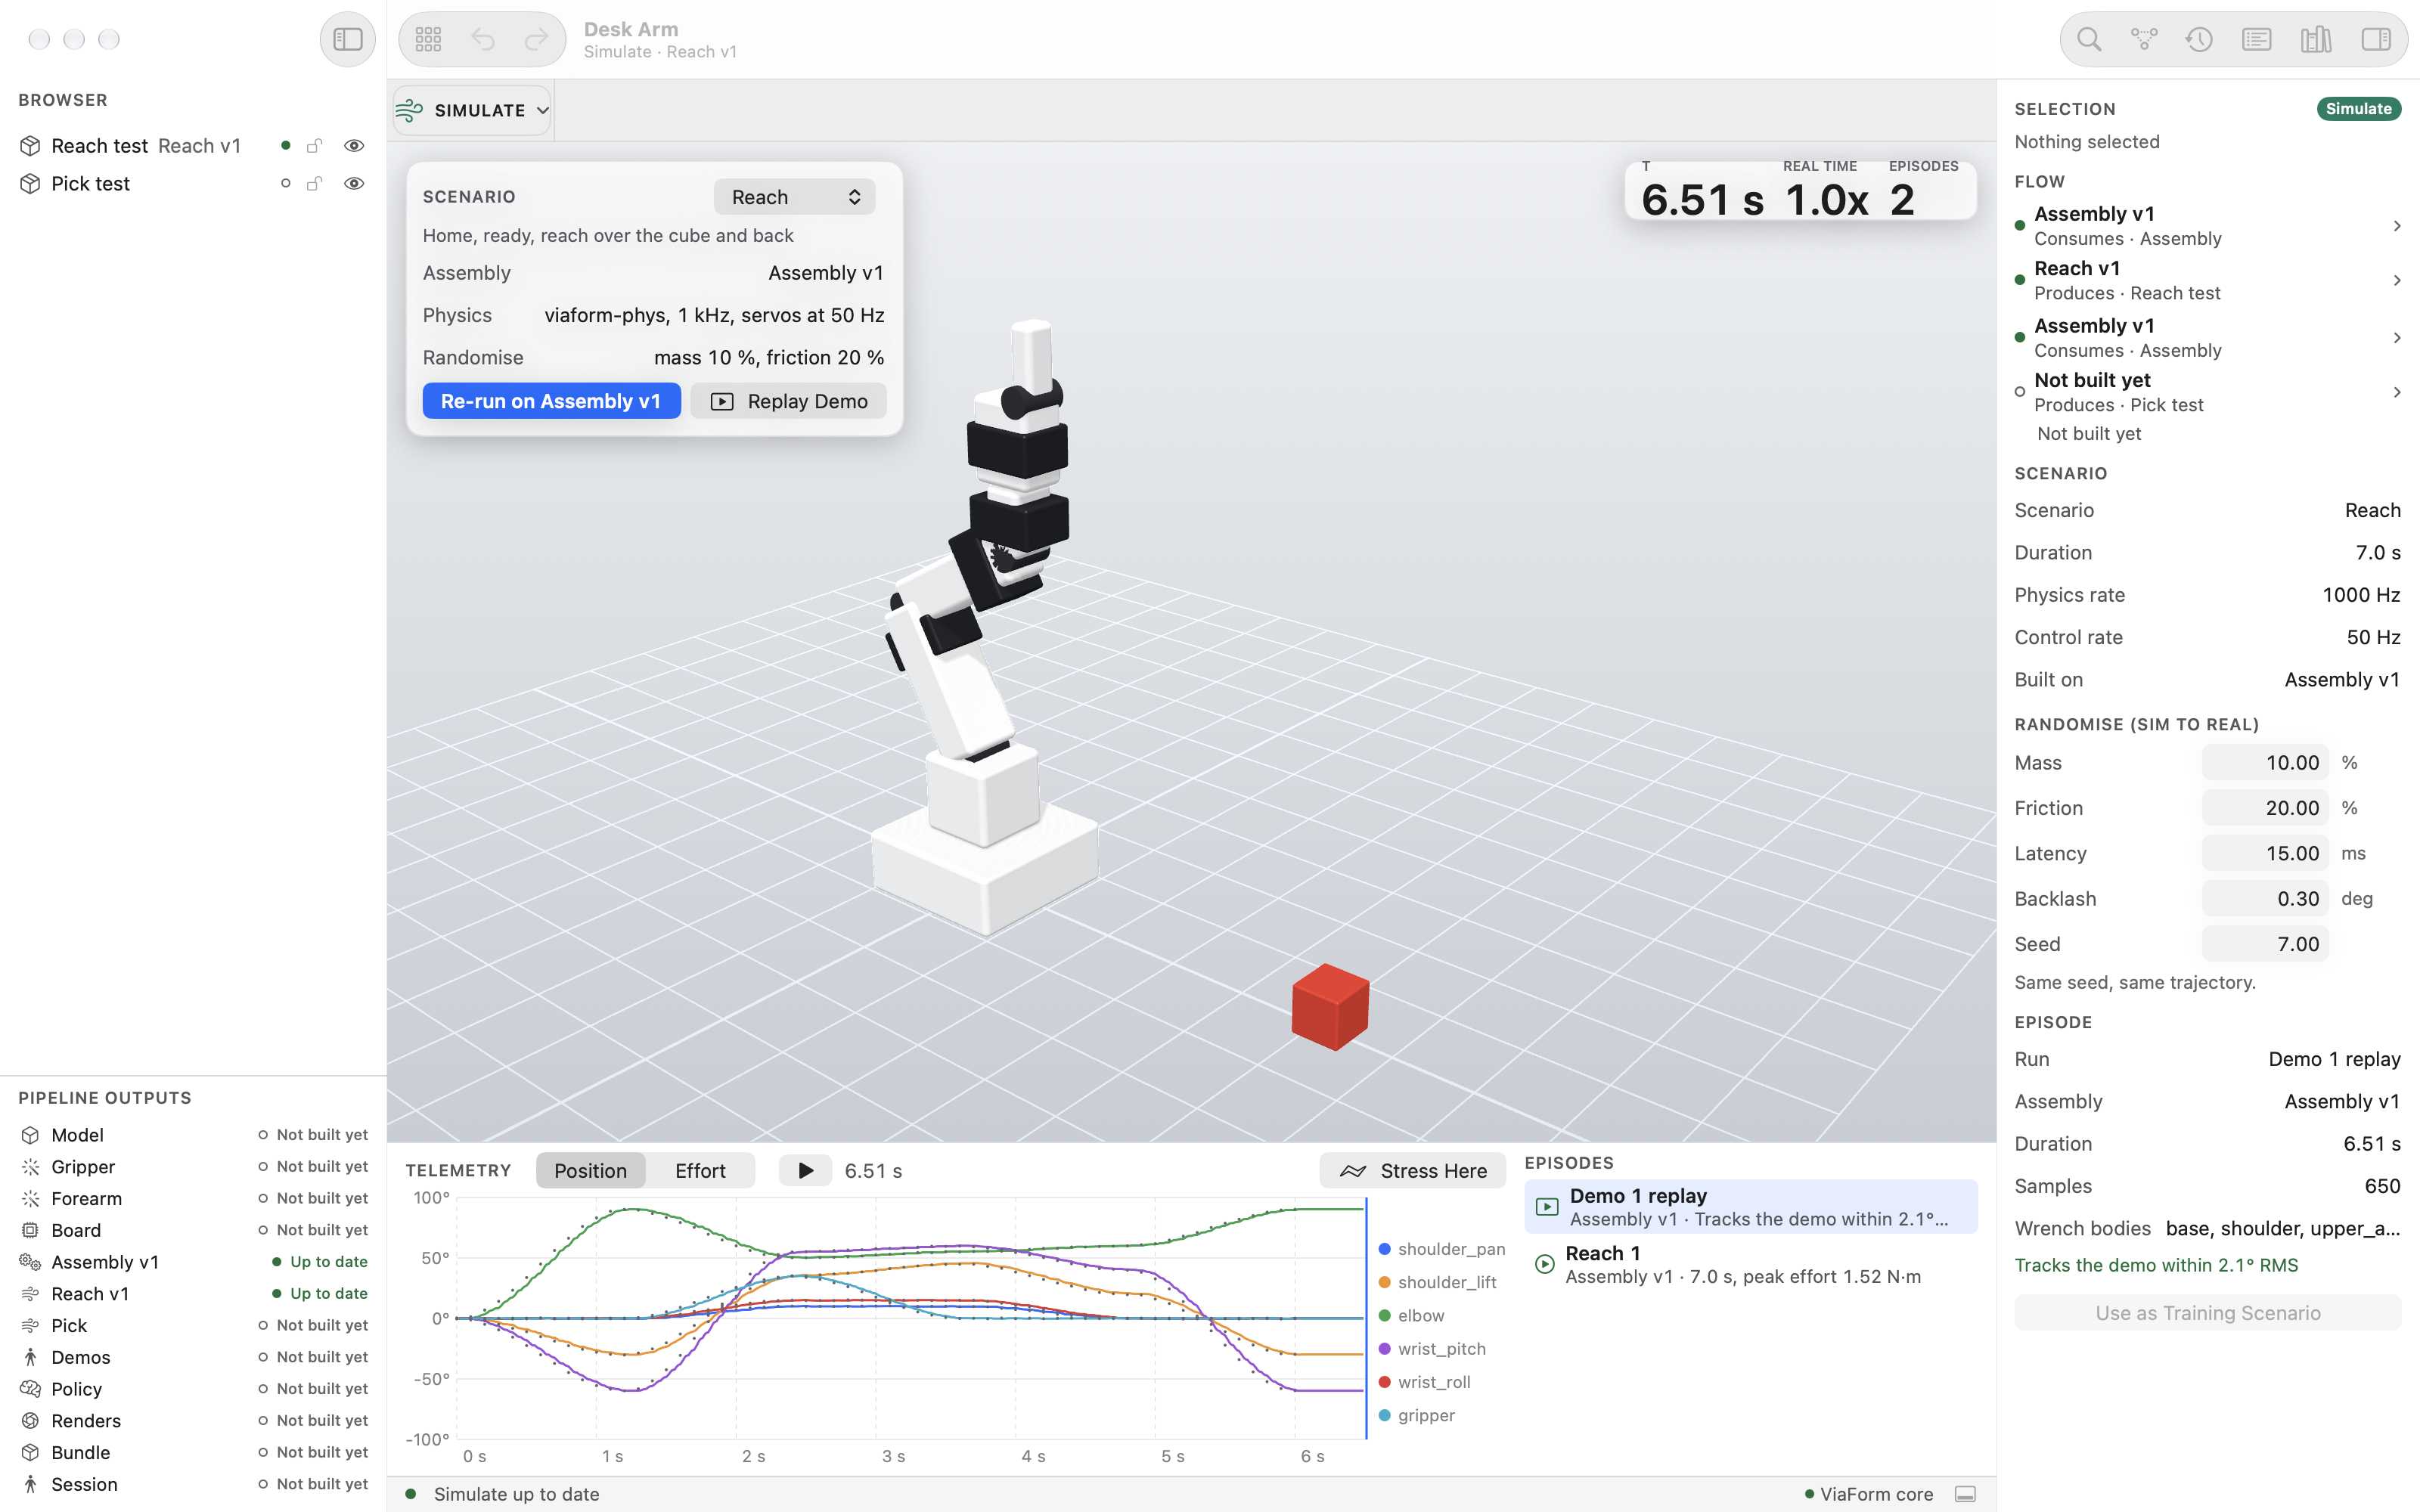 Desk Arm
Simulate · Reach v1
BROWSER
Reach test Reach v1
Pick test
PIPELINE OUTPUTS
Model Not built yet
Gripper Not built yet
Forearm Not built yet
Board Not built yet
Assembly v1 Up to date
Reach v1 Up to date
Pick Not built yet
Demos Not built yet
Policy Not built yet
Renders Not built yet
Bundle Not built yet
Session Not built yet
SIMULATE
SCENARIO Reach
Home, ready, reach over the cube and back
Assembly Assembly v1
Physics viaform-phys, 1 kHz, servos at 50 Hz
Randomise mass 10 %, friction 20 %
Re-run on Assembly v1 Replay Demo
T REAL TIME EPISODES
6.51 s 1.0x 2
TELEMETRY Position Effort 6.51 s Stress Here
100°
50°
0°
-50°
-100°
0 s 1 s 2 s 3 s 4 s 5 s 6 s
shoulder_pan
shoulder_lift
elbow
wrist_pitch
wrist_roll
gripper
EPISODES
Demo 1 replay
Assembly v1 · Tracks the demo within 2.1°...
Reach 1
Assembly v1 · 7.0 s, peak effort 1.52 N·m
Simulate up to date
ViaForm core
SELECTION Simulate
Nothing selected
FLOW
Assembly v1
Consumes · Assembly
Reach v1
Produces · Reach test
Assembly v1
Consumes · Assembly
Not built yet
Produces · Pick test
Not built yet
SCENARIO
Scenario Reach
Duration 7.0 s
Physics rate 1000 Hz
Control rate 50 Hz
Built on Assembly v1
RANDOMISE (SIM TO REAL)
Mass 10.00 %
Friction 20.00 %
Latency 15.00 ms
Backlash 0.30 deg
Seed 7.00
Same seed, same trajectory.
EPISODE
Run Demo 1 replay
Assembly Assembly v1
Duration 6.51 s
Samples 650
Wrench bodies base, shoulder, upper_a...
Tracks the demo within 2.1° RMS
Use as Training Scenario